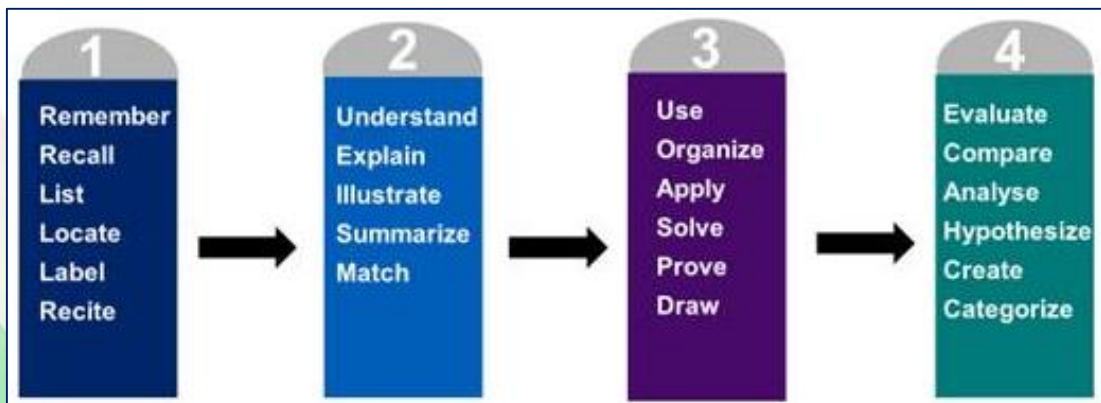 1
Remember
Recall
List
Locate
Label
Recite
2
Understand
Explain
Illustrate
Summarize
Match
3
Use
Organize
Apply
Solve
Prove
Draw
4
Evaluate
Compare
Analyse
Hypothesize
Create
Categorize